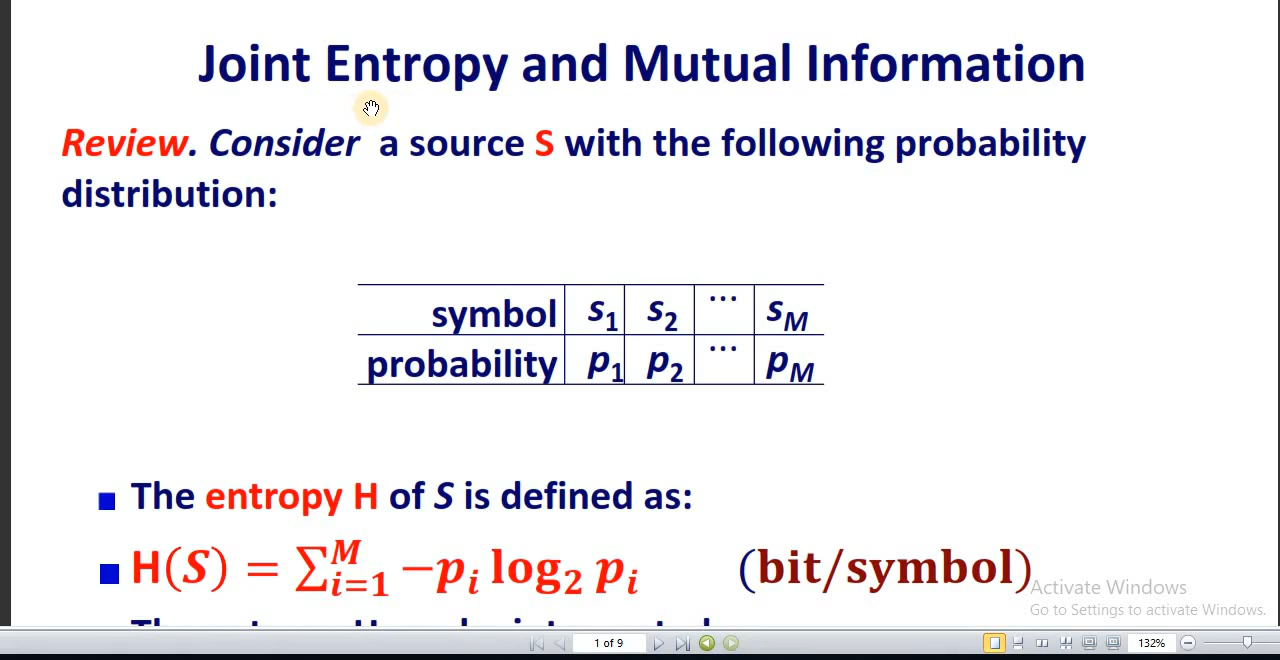 Joint Entropy and Mutual Information
Review. Consider a source S with the following probability
distribution:
symbol s1 s2 ... sM
probability p1 p2 ... pM
The entropy H of S is defined as:
H(S) = ∑_{i=1}^{M} −p_i log_2 p_i (bit/symbol)
Activate Windows
Go to Settings to activate Windows.
1 of 9
132%